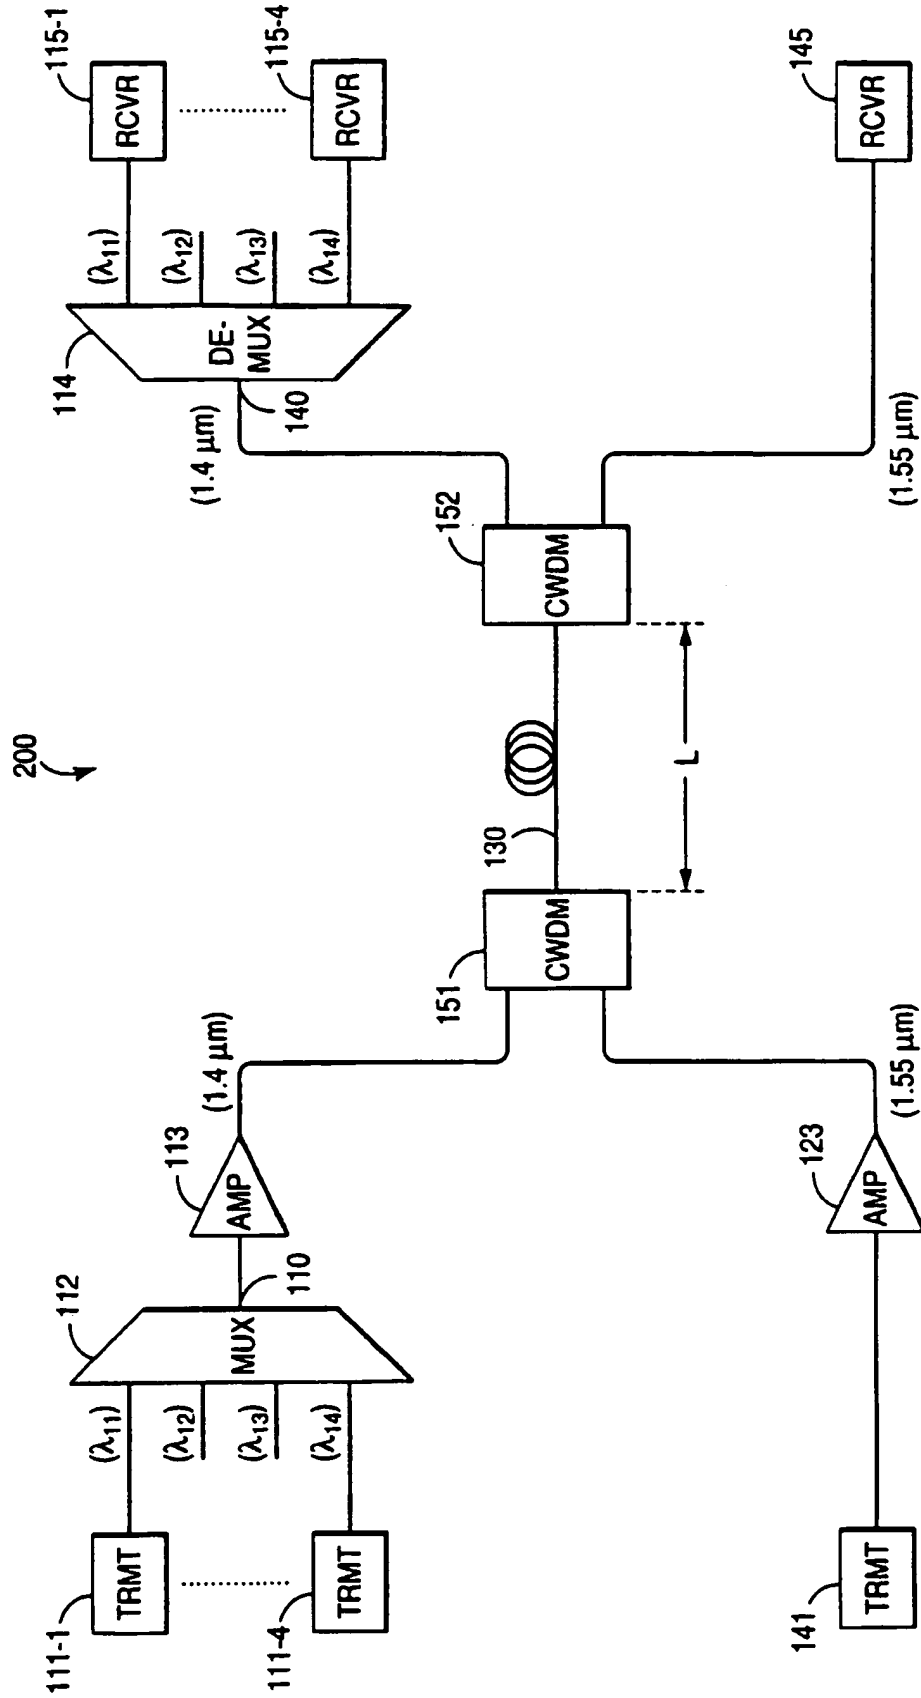 200
111-1
TRMT
111-4
TRMT
(λ11)
(λ12)
(λ13)
(λ14)
112
MUX
110
113
AMP
(1.4 μm)
151
CWDM
130
L
152
CWDM
(1.4 μm)
140
114
DE-
MUX
(λ11)
(λ12)
(λ13)
(λ14)
115-1
RCVR
115-4
RCVR
141
TRMT
123
AMP
(1.55 μm)
(1.55 μm)
145
RCVR